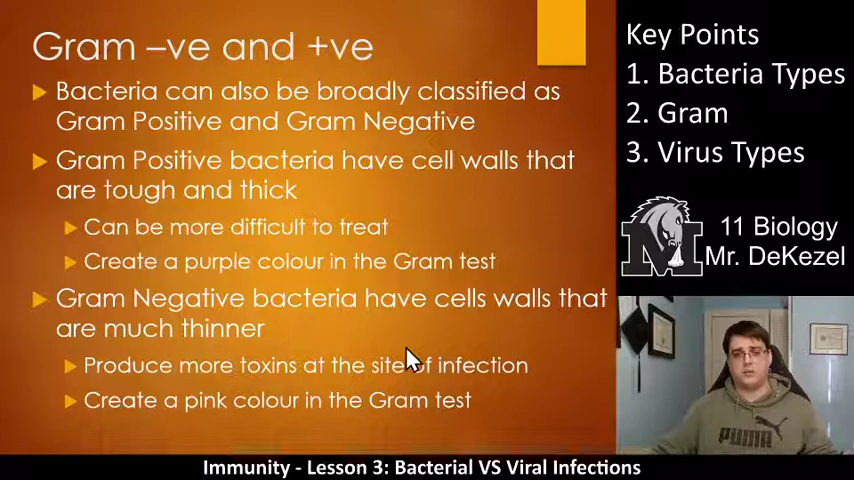 Gram –ve and +ve
Bacteria can also be broadly classified as
Gram Positive and Gram Negative
Gram Positive bacteria have cell walls that
are tough and thick
Can be more difficult to treat
Create a purple colour in the Gram test
Gram Negative bacteria have cells walls that
are much thinner
Produce more toxins at the site of infection
Create a pink colour in the Gram test
Key Points
1. Bacteria Types
2. Gram
3. Virus Types
M
11 Biology
Mr. DeKezel
PUMA
Immunity - Lesson 3: Bacterial VS Viral Infections